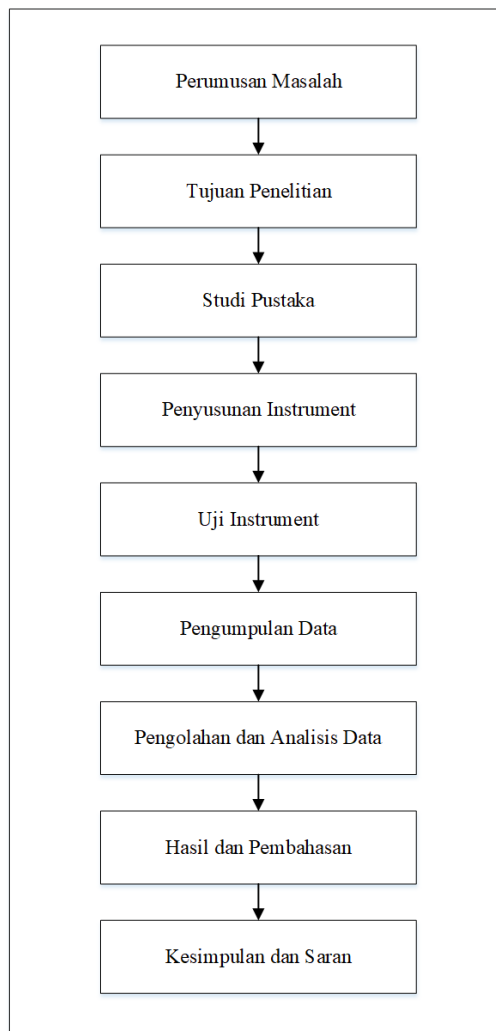 Perumusan Masalah
Tujuan Penelitian
Studi Pustaka
Penyusunan Instrument
Uji Instrument
Pengumpulan Data
Pengolahan dan Analisis Data
Hasil dan Pembahasan
Kesimpulan dan Saran